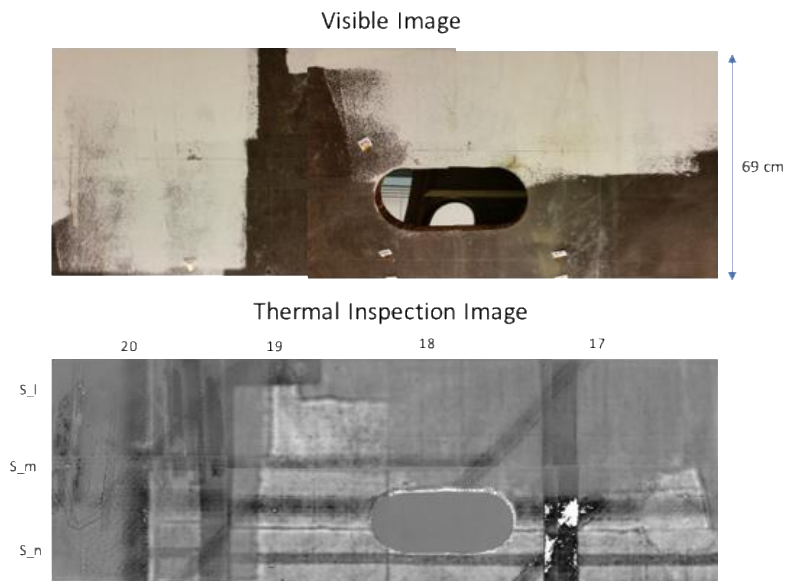 Visible Image
69 cm
Thermal Inspection Image
20 19 18 17
S_l
S_m
S_n